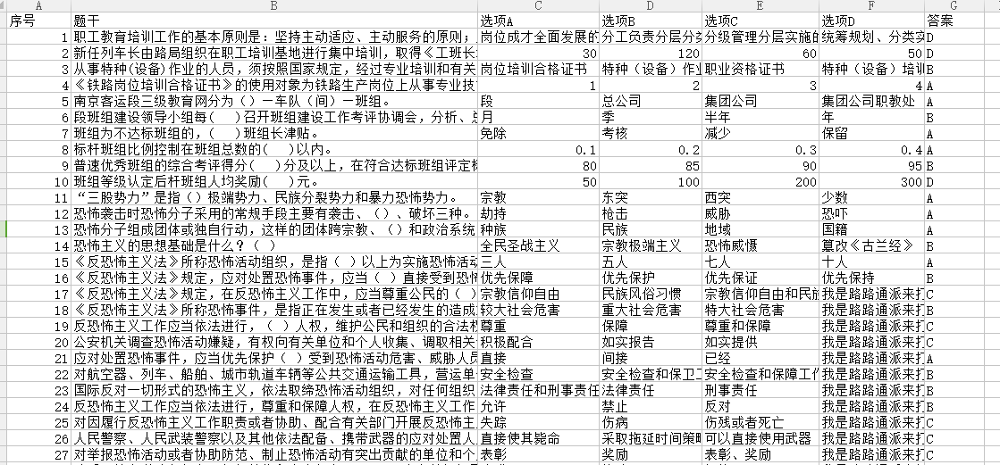 A B C D E F G
序号 题干 选项A 选项B 选项C 选项D 答案
1 职工教育培训工作的基本原则是：坚持主动适应、主动服务的原则； 岗位成才全面发展的 分工负责分层分类 分级管理分层实施的 统筹规划、分类实 D
2 新任列车长由路局组织在职工培训基地进行集中培训，取得《工班长 30 120 60 50 D
3 从事特种(设备)作业的人员，须按照国家规定，经过专业培训和有关 岗位培训合格证书 特种（设备）作业 职业资格证书 特种（设备）培训 B
4 《铁路岗位培训合格证书》的使用对象为铁路生产岗位上从事专业技 1 2 3 4 A
5 南京客运段三级教育网分为（）—车队（间）—班组。 段 总公司 集团公司 集团公司职教处 A
6 段班组建设领导小组每(　)召开班组建设工作考评协调会，分析、总 月 季 半年 年 B
7 班组为不达标班组的，(　)班组长津贴。 免除 考核 减少 保留 A
8 标杆班组比例控制在班组总数的(　)以内。 0.1 0.2 0.3 0.4 A
9 普速优秀班组的综合考评得分(　)分及以上，在符合达标班组评定标 80 85 90 95 B
10 班组等级认定后杆班组人均奖励(　)元。 50 100 200 300 D
11 “三股势力”是指（）极端势力、民族分裂势力和暴力恐怖势力。 宗教 东突 西突 少数 A
12 恐怖袭击时恐怖分子采用的常规手段主要有袭击、（）、破坏三种。 劫持 枪击 威胁 恐吓 A
13 恐怖分子组成团体或独自行动，这样的团体跨宗教、（）和政治系统 种族 民族 地域 国籍 A
14 恐怖主义的思想基础是什么？（ ） 全民圣战主义 宗教极端主义 恐怖威慑 篡改《古兰经》 B
15 《反恐怖主义法》所称恐怖活动组织，是指（ ）以上为实施恐怖活动 三人 五人 七人 十人 A
16 《反恐怖主义法》规定，应对处置恐怖事件，应当（ ）直接受到恐怖 优先保障 优先保护 优先保证 优先保持 B
17 《反恐怖主义法》规定，在反恐怖主义工作中，应当尊重公民的（ ） 宗教信仰自由 民族风俗习惯 宗教信仰自由和民族 我是路路通派来打 C
18 《反恐怖主义法》所称恐怖事件，是指正在发生或者已经发生的造成 较大社会危害 重大社会危害 特大社会危害 我是路路通派来打 B
19 反恐怖主义工作应当依法进行，（ ）人权，维护公民和组织的合法权 尊重 保障 尊重和保障 我是路路通派来打 C
20 公安机关调查恐怖活动嫌疑，有权向有关单位和个人收集、调取相关 积极配合 如实报告 如实提供 我是路路通派来打 C
21 应对处置恐怖事件，应当优先保护（ ）受到恐怖活动危害、威胁人员 直接 间接 已经 我是路路通派来打 A
22 对航空器、列车、船舶、城市轨道车辆等公共交通运输工具，营运单 安全检查 安全检查和保卫工 安全检查和保障工作 我是路路通派来打 B
23 国际反对一切形式的恐怖主义，依法取缔恐怖活动组织，对任何组织 法律责任和刑事责任 法律责任 刑事责任 我是路路通派来打 B
24 反恐怖主义工作应当依法进行，尊重和保障人权，在反恐怖主义工作 允许 禁止 反对 我是路路通派来打 B
25 对因履行反恐怖主义工作职责或者协助、配合有关部门开展反恐怖主 失踪 伤病 伤残或者死亡 我是路路通派来打 C
26 人民警察、人民武装警察以及其他依法配备、携带武器的应对处置人 直接使其毙命 采取拖延时间策略 可以直接使用武器 我是路路通派来打 C
27 对举报恐怖活动或者协助防范、制止恐怖活动有突出贡献的单位和个 表彰 奖励 表彰、奖励 我是路路通派来打 C